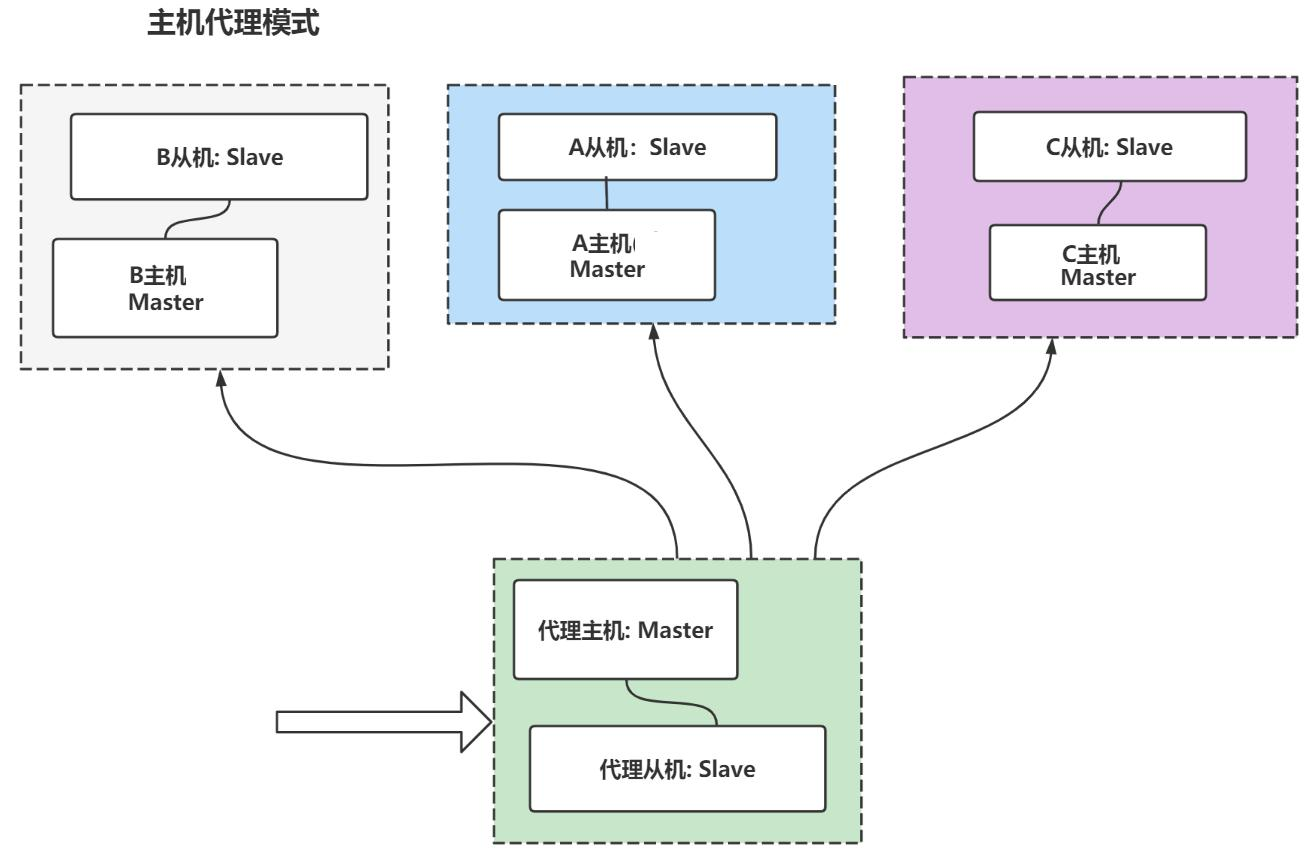 主机代理模式
B从机: Slave
B主机
Master
A从机：Slave
A主机(
Master
C从机: Slave
C主机
Master
代理主机: Master
代理从机: Slave